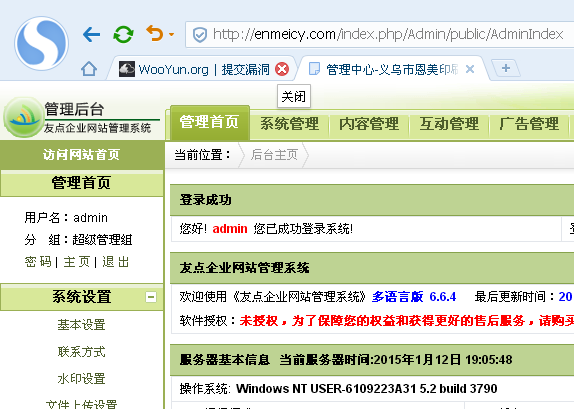 http://enmeicy.com/index.php/Admin/public/AdminIndex
WooYun.org | 提交漏洞 管理中心-义乌市恩美印刷
关闭
管理后台
友点企业网站管理系统
管理首页 系统管理 内容管理 互动管理 广告管理
访问网站首页
当前位置： 后台主页
管理首页
用户名：admin
分 组：超级管理组
密码 | 主页 | 退出
登录成功
您好! admin 您已成功登录系统!
友点企业网站管理系统
欢迎使用《友点企业网站管理系统》多语言版 6.6.4 最后更新时间：20
软件授权：未授权，为了保障您的权益和获得更好的售后服务，请购买
系统设置
基本设置
联系方式
水印设置
文件上传设置
服务器基本信息 当前服务器时间:2015年1月12日 19:05:48
操作系统: Windows NT USER-6109223A31 5.2 build 3790